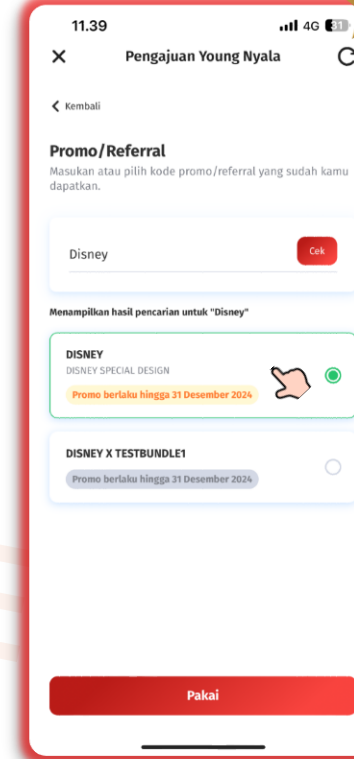 11.39
4G 31
Pengajuan Young Nyala
Kembali
Promo/Referral
Masukan atau pilih kode promo/referral yang sudah kamu
dapatkan.
Disney
Cek
Menampilkan hasil pencarian untuk "Disney"
DISNEY
DISNEY SPECIAL DESIGN
Promo berlaku hingga 31 Desember 2024
DISNEY X TESTBUNDLE1
Promo berlaku hingga 31 Desember 2024
Pakai